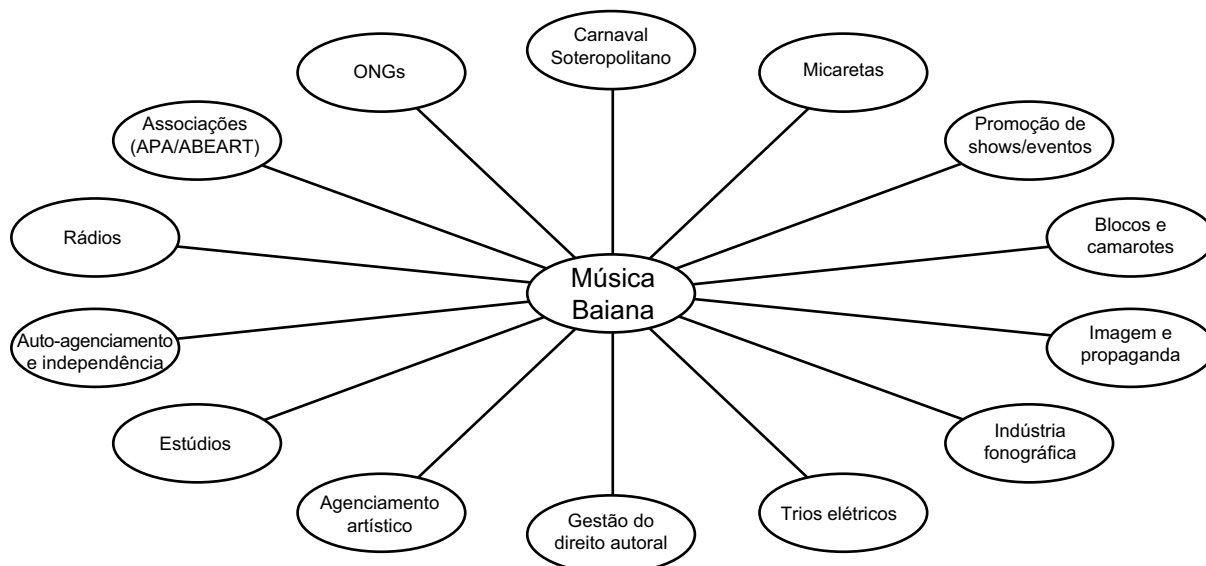 Carnaval
Soteropolitano
ONGs
Micaretas
Associações
(APA/ABEART)
Promoção de
shows/eventos
Rádios
Blocos e
camarotes
Música
Baiana
Auto-agenciamento
e independência
Imagem e
propaganda
Estúdios
Indústria
fonográfica
Agenciamento
artístico
Gestão do
direito autoral
Trios elétricos